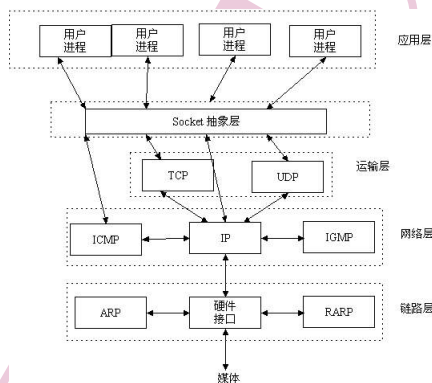 用户 用户 用户 用户
进程 进程 进程 进程
应用层
Socket 抽象层
TCP
UDP
运输层
ICMP
IP
IGMP
网络层
ARP
硬件
接口
RARP
链路层
媒体